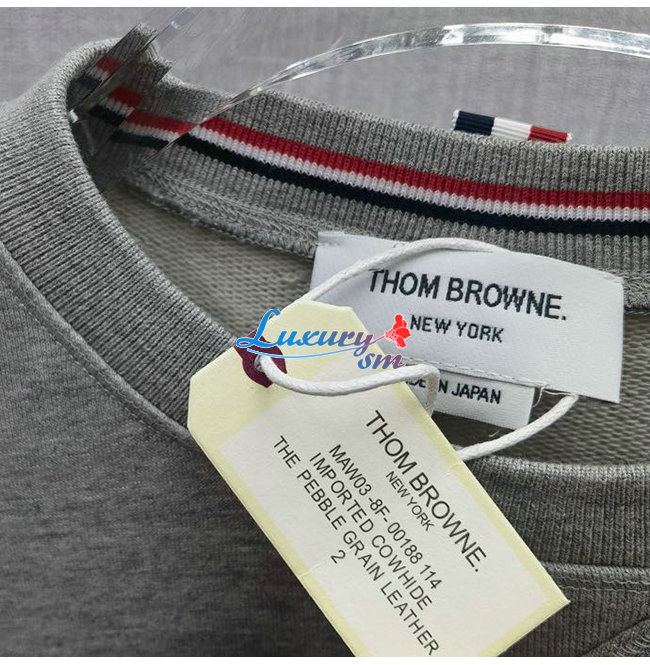 THOM BROWNE.
NEW YORK
IN JAPAN
Luxury
sm
THOM BROWNE.
NEW YORK
MAW03 -8F- 00188 114
IMPORTED COWHIDE
THE PEBBLE GRAIN LEATHER
2